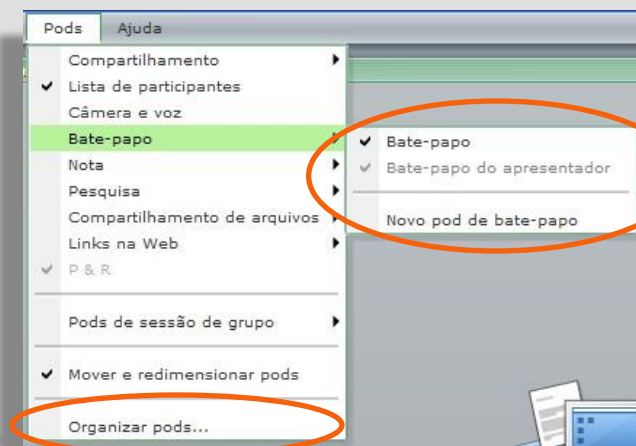 Pods Ajuda
Compartilhamento
Lista de participantes
Câmera e voz
Bate-papo
Nota
Pesquisa
Compartilhamento de arquivos
Links na Web
P & R
Pods de sessão de grupo
Mover e redimensionar pods
Organizar pods...
Bate-papo
Bate-papo do apresentador
Novo pod de bate-papo